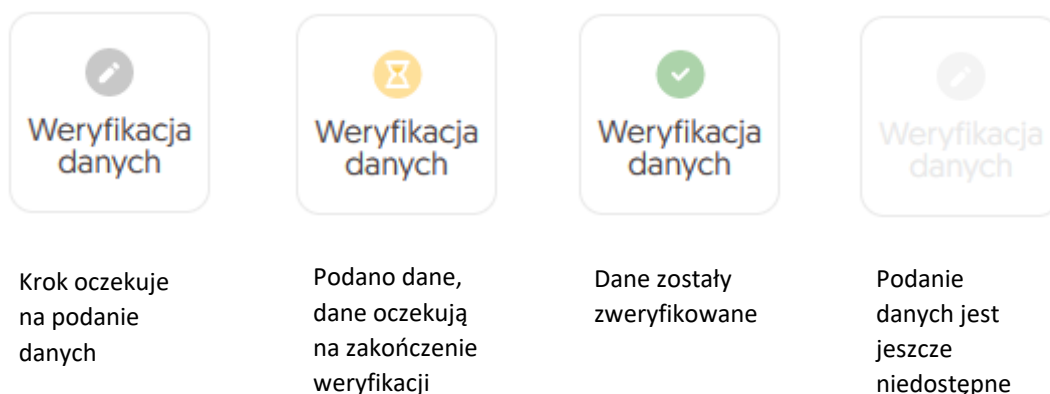 Weryfikacja
danych
Weryfikacja
danych
Weryfikacja
danych
Weryfikacja
danych
Krok oczekuje
na podanie
danych
Podano dane,
dane oczekują
na zakończenie
weryfikacji
Dane zostały
zweryfikowane
Podanie
danych jest
jeszcze
niedostępne